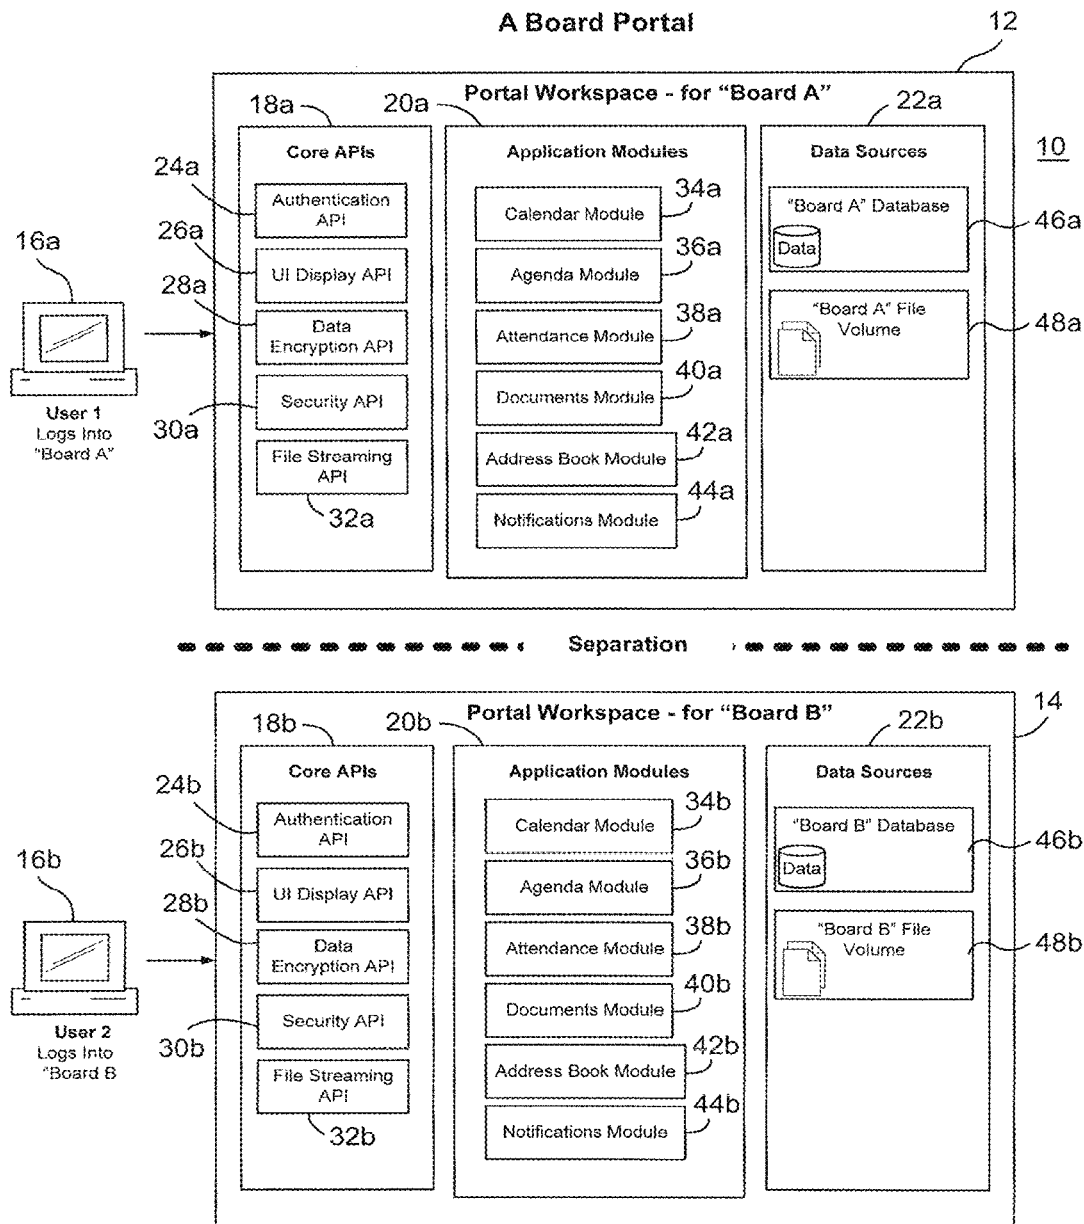 A Board Portal
12
Portal Workspace - for "Board A"
18a
20a
22a
10
Core APIs
Application Modules
Data Sources
24a
Authentication
API
34a
Calendar Module
"Board A" Database
Data
46a
16a
26a
UI Display API
36a
Agenda Module
28a
Data
Encryption API
38a
Attendance Module
"Board A" File
Volume
48a
User 1
Logs Into
"Board A"
30a
Security API
40a
Documents Module
File Streaming
API
42a
Address Book Module
32a
44a
Notifications Module
Separation
Portal Workspace - for "Board B"
14
18b
20b
22b
Core APIs
Application Modules
Data Sources
24b
Authentication
API
34b
Calendar Module
"Board B" Database
Data
46b
16b
26b
UI Display API
36b
Agenda Module
28b
Data
Encryption API
38b
Attendance Module
"Board B" File
Volume
48b
User 2
Logs Into
"Board B
30b
Security API
40b
Documents Module
File Streaming
API
42b
Address Book Module
32b
44b
Notifications Module